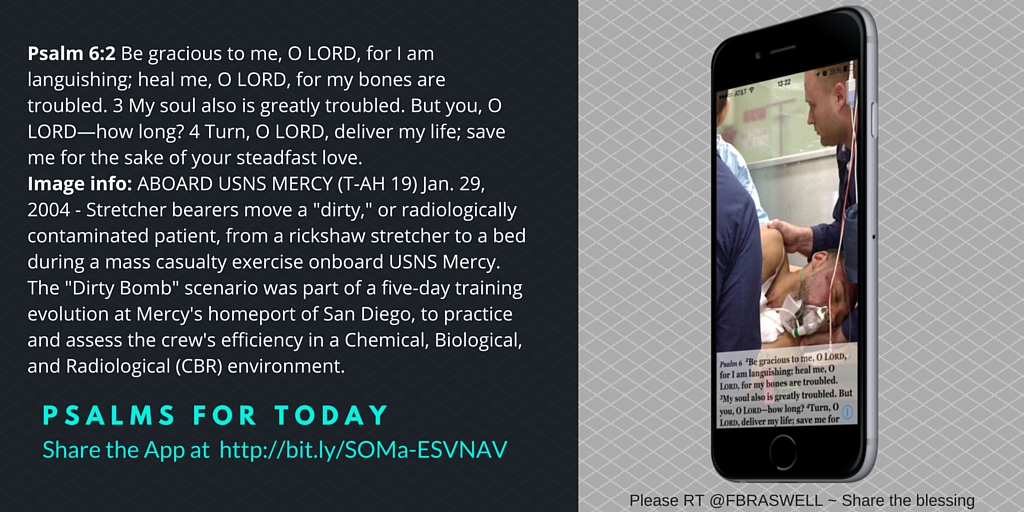 Psalm 6:2 Be gracious to me, O LORD, for I am
languishing; heal me, O LORD, for my bones are
troubled. 3 My soul also is greatly troubled. But you, O
LORD—how long? 4 Turn, O LORD, deliver my life; save
me for the sake of your steadfast love.
Image info: ABOARD USNS MERCY (T-AH 19) Jan. 29,
2004 - Stretcher bearers move a "dirty," or radiologically
contaminated patient, from a rickshaw stretcher to a bed
during a mass casualty exercise onboard USNS Mercy.
The "Dirty Bomb" scenario was part of a five-day training
evolution at Mercy's homeport of San Diego, to practice
and assess the crew's efficiency in a Chemical, Biological,
and Radiological (CBR) environment.
PSALMS FOR TODAY
Share the App at http://bit.ly/SOMa-ESVNAV
AT&T 13:22
Psalm 6 ²Be gracious to me, O LORD,
for I am languishing; heal me, O
LORD, for my bones are troubled.
³My soul also is greatly troubled. But
you, O LORD—how long? ⁴Turn, O
LORD, deliver my life; save me for
Please RT @FBRASWELL ~ Share the blessing